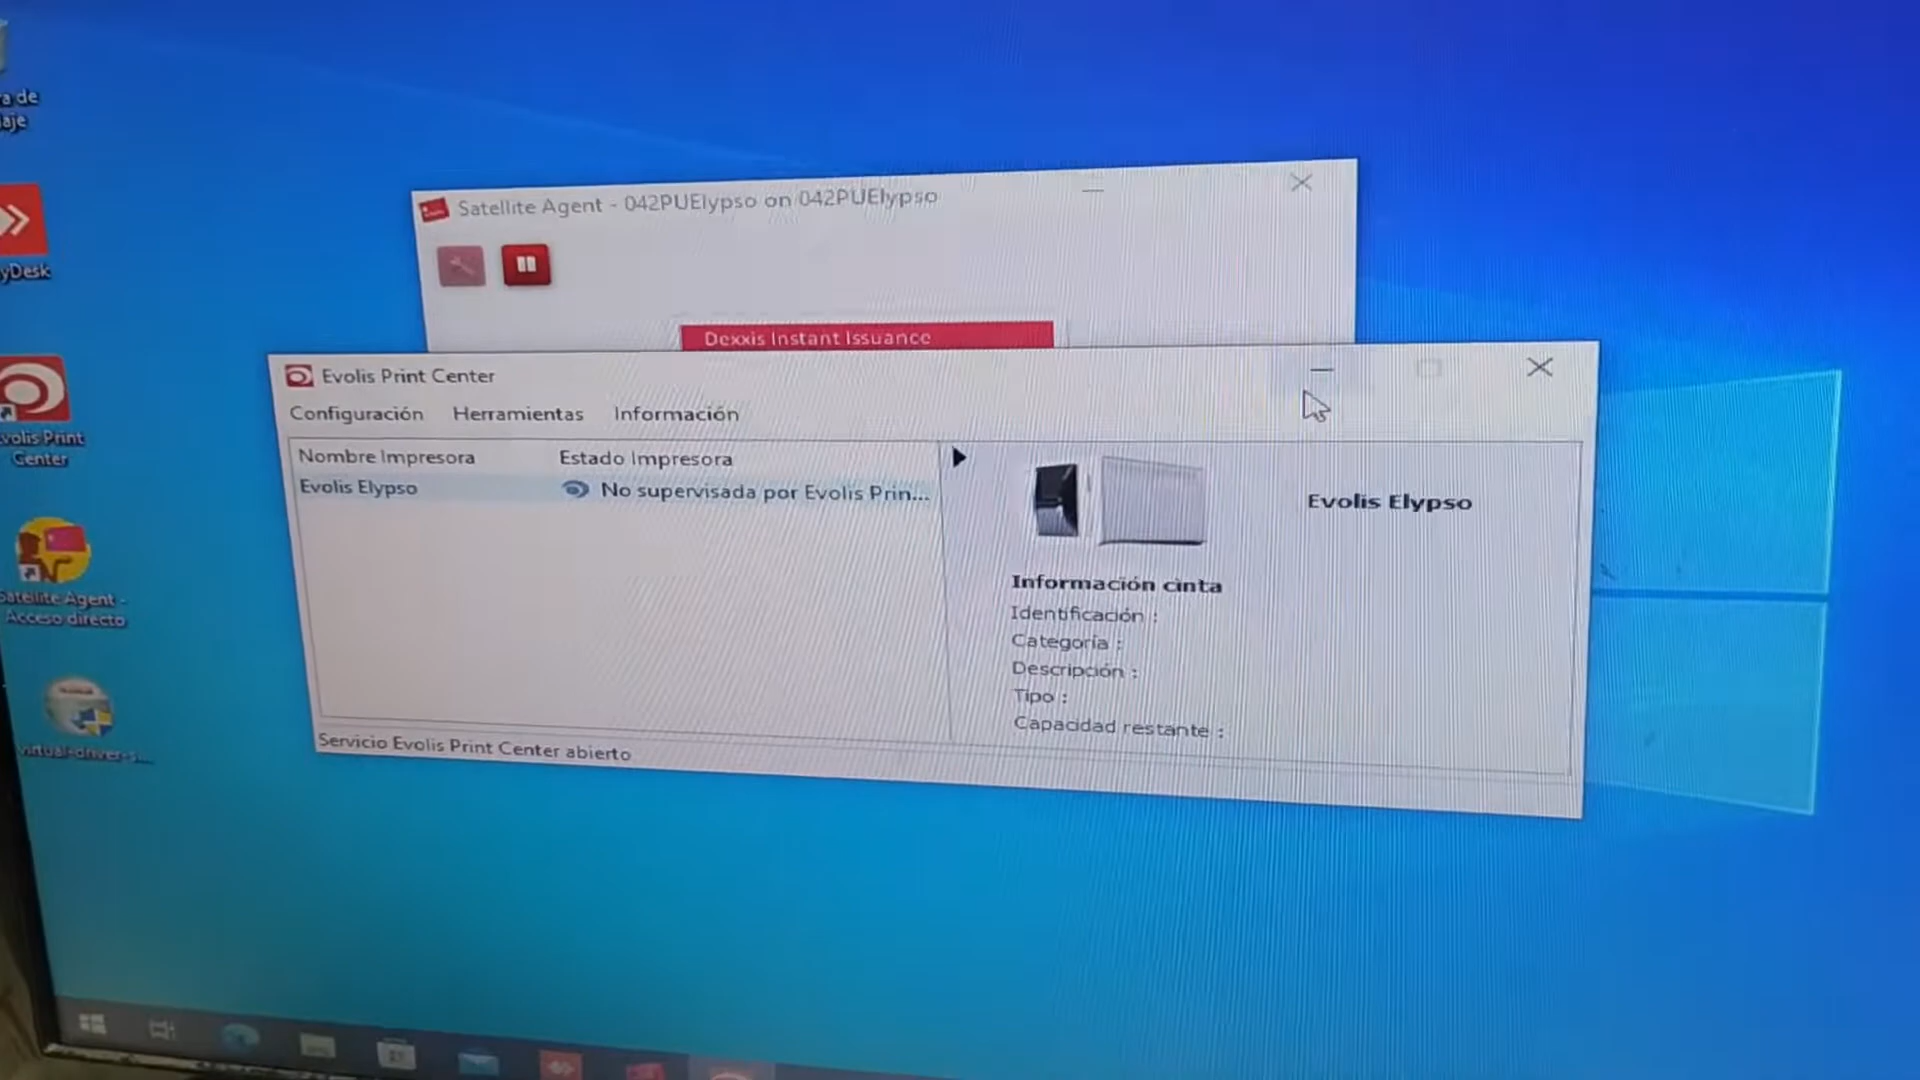 a de
aje
yDesk
volis Print
Center
Satellite Agent -
Acceso directo
virtual-driver-s...
Satellite Agent - 042PUElypso on 042PUElypso
Dexxis Instant Issuance
Evolis Print Center
Configuración Herramientas Información
Nombre Impresora Estado Impresora
Evolis Elypso No supervisada por Evolis Prin...
Evolis Elypso
Información cinta
Identificación :
Categoría :
Descripción :
Tipo :
Capacidad restante :
Servicio Evolis Print Center abierto